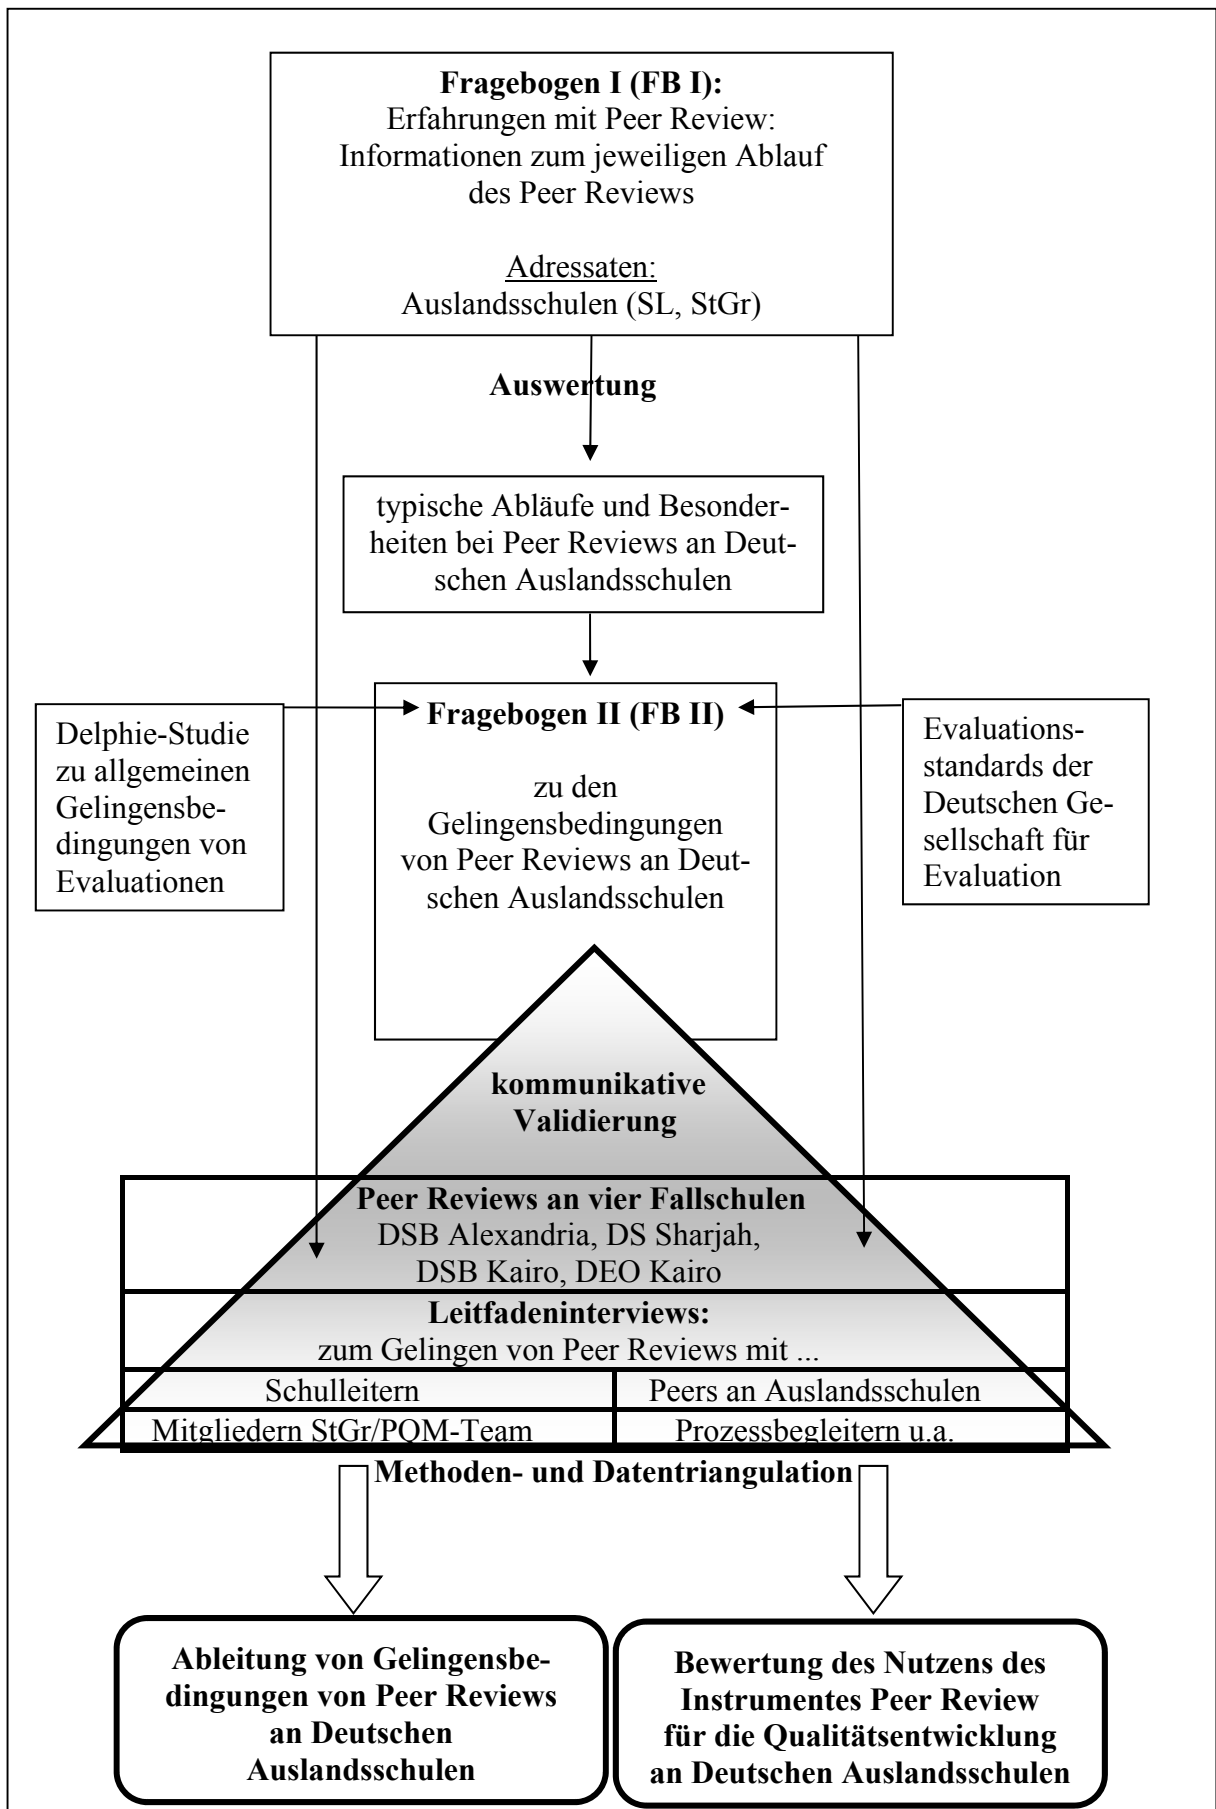 Fragebogen I (FB I):
Erfahrungen mit Peer Review:
Informationen zum jeweiligen Ablauf
des Peer Reviews
Adressaten:
Auslandsschulen (SL, StGr)
Auswertung
typische Abläufe und Besonder-
heiten bei Peer Reviews an Deut-
schen Auslandsschulen
Delphie-Studie
zu allgemeinen
Gelingensbe-
dingungen von
Evaluationen
Fragebogen II (FB II)
zu den
Gelingensbedingungen
von Peer Reviews an Deut-
schen Auslandsschulen
Evaluations-
standards der
Deutschen Ge-
sellschaft für
Evaluation
kommunikative
Validierung
Peer Reviews an vier Fallschulen
DSB Alexandria, DS Sharjah,
DSB Kairo, DEO Kairo
Leitfadeninterviews:
zum Gelingen von Peer Reviews mit ...
Schulleitern
Peers an Auslandsschulen
Mitgliedern StGr/PQM-Team
Prozessbegleitern u.a.
Methoden- und Datentriangulation
Ableitung von Gelingensbe-
dingungen von Peer Reviews
an Deutschen
Auslandsschulen
Bewertung des Nutzens des
Instrumentes Peer Review
für die Qualitätsentwicklung
an Deutschen Auslandsschulen